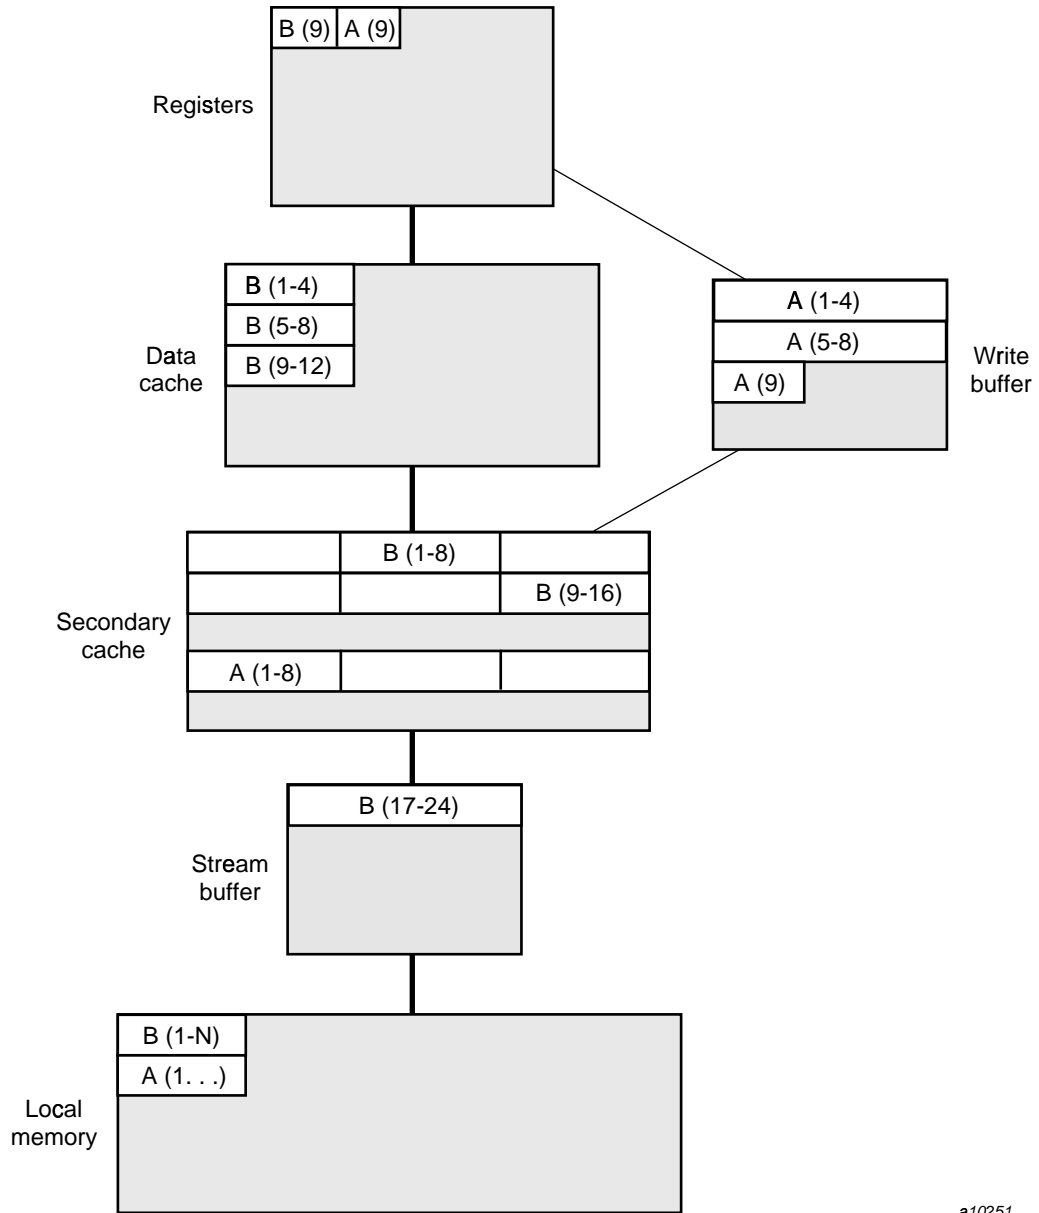 B (9) A (9)
Registers
B (1-4)
B (5-8)
B (9-12)
Data
cache
A (1-4)
A (5-8)
A (9)
Write
buffer
B (1-8)
B (9-16)
Secondary
cache
A (1-8)
B (17-24)
Stream
buffer
B (1-N)
A (1. . .)
Local
memory
a10251